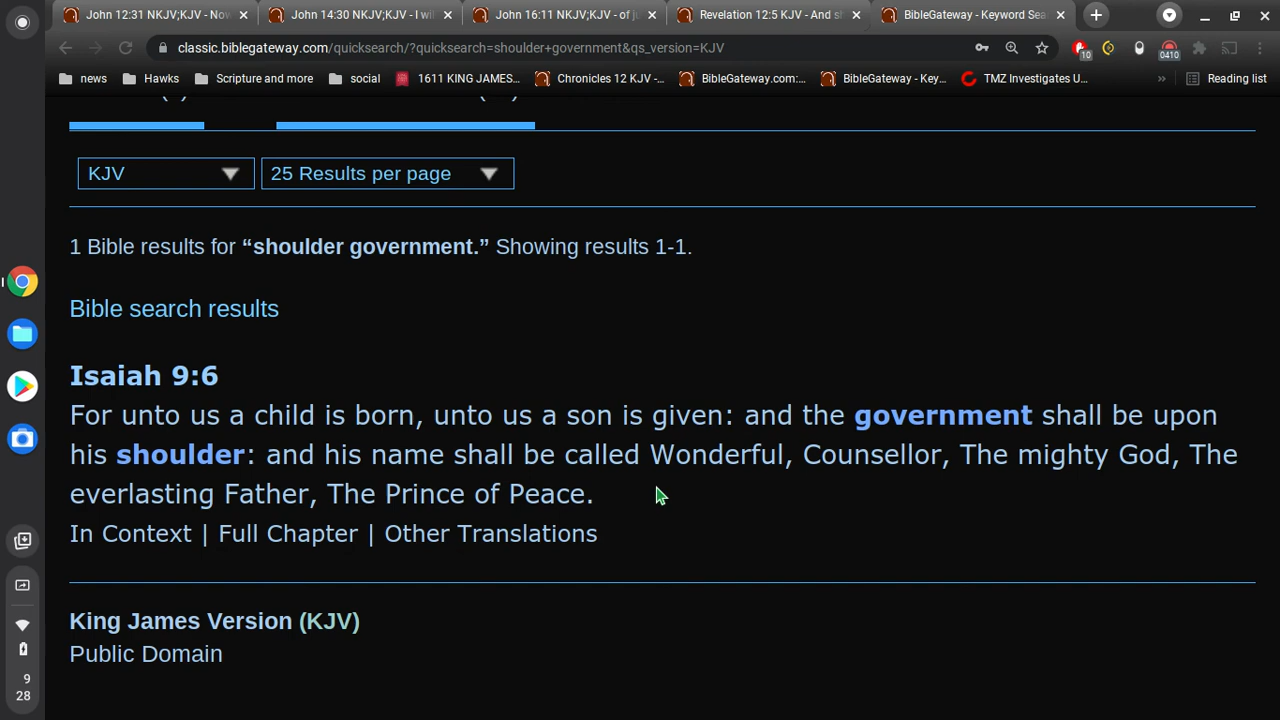 John 12:31 NKJV;KJV - Nov
John 14:30 NKJV;KJV - I wil
John 16:11 NKJV;KJV - of ju
Revelation 12:5 KJV - And sh
BibleGateway - Keyword Sea
classic.biblegateway.com/quicksearch/?quicksearch=shoulder+government&qs_version=KJV
10
0410
news
Hawks
Scripture and more
social
1611 KING JAMES...
Chronicles 12 KJV -...
BibleGateway.com:...
BibleGateway - Key...
TMZ Investigates U...
»
Reading list
KJV
25 Results per page
1 Bible results for “shoulder government.” Showing results 1-1.
Bible search results
Isaiah 9:6
For unto us a child is born, unto us a son is given: and the government shall be upon
his shoulder: and his name shall be called Wonderful, Counsellor, The mighty God, The
everlasting Father, The Prince of Peace.
In Context | Full Chapter | Other Translations
King James Version (KJV)
Public Domain
9
28